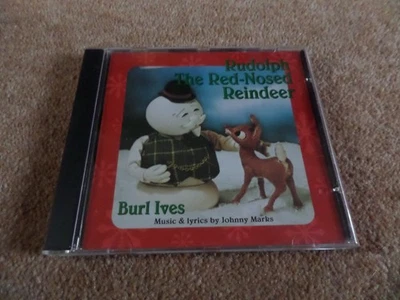 Rudolph
The Red-Nosed
Reindeer
Burl Ives
Music & lyrics by Johnny Marks